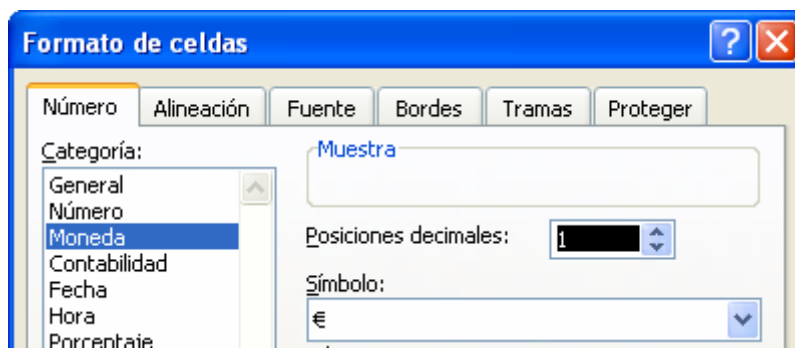 Formato de celdas
Número Alineación Fuente Bordes Tramas Proteger
Categoría:
General
Número
Moneda
Contabilidad
Fecha
Hora
Porcentaje
Muestra
Posiciones decimales: 1
Símbolo:
€